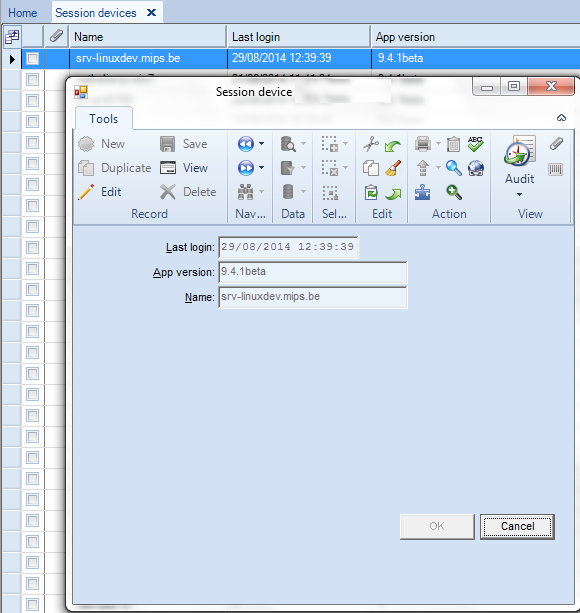 Home Session devices
Name Last login App version
srv-linuxdev.mips.be 29/08/2014 12:39:39 9.4.1beta
Session device
Tools
New Save
Duplicate View
Edit Delete
ABC
Audit
Record Nav... Data Sel... Edit Action View
Last login: 29/08/2014 12:39:39
App version: 9.4.1beta
Name: srv-linuxdev.mips.be
OK Cancel